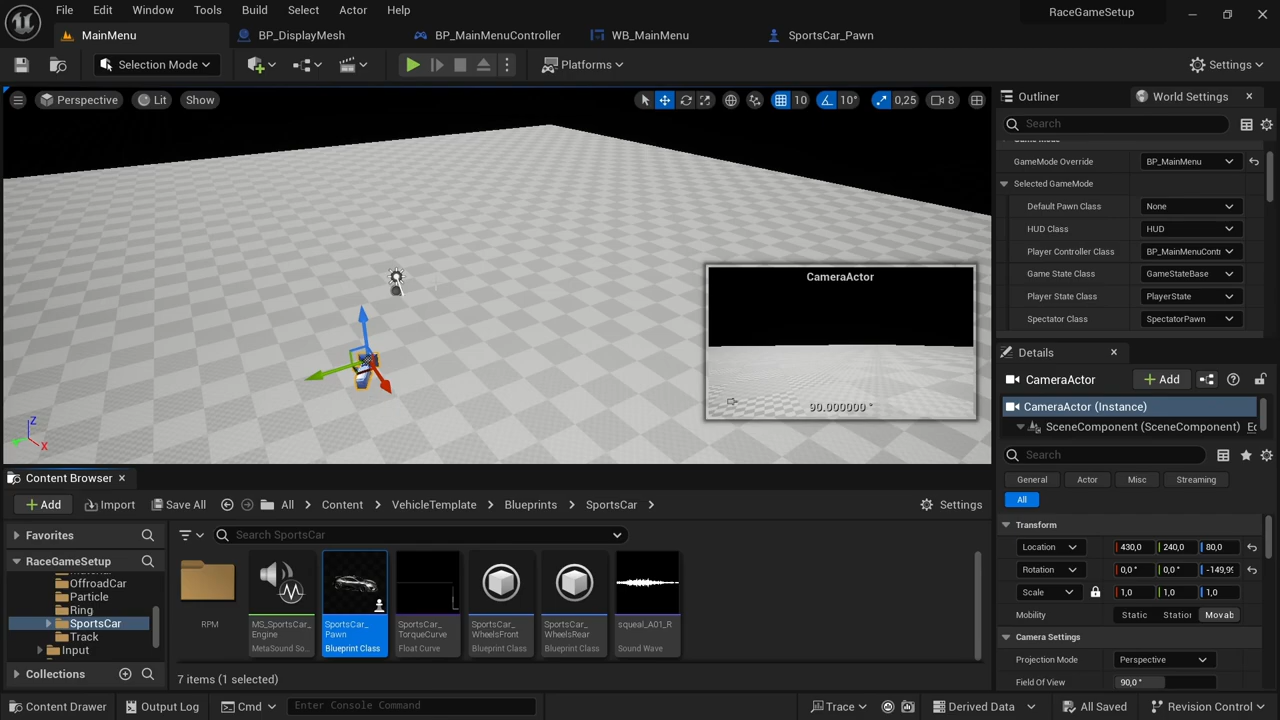 File Edit Window Tools Build Select Actor Help
RaceGameSetup
MainMenu
BP_DisplayMesh
BP_MainMenuController
WB_MainMenu
SportsCar_Pawn
Selection Mode
Platforms
Settings
Perspective
Lit
Show
10
10°
0,25
8
CameraActor
90.000000 °
Z
X
Outliner
World Settings
Search
GameMode Override
BP_MainMenu
Selected GameMode
Default Pawn Class
None
HUD Class
HUD
Player Controller Class
BP_MainMenuContr
Game State Class
GameStateBase
Player State Class
PlayerState
Spectator Class
SpectatorPawn
Details
CameraActor
Add
CameraActor (Instance)
SceneComponent (SceneComponent)
Search
General
Actor
Misc
Streaming
All
Transform
Location
430,0
240,0
80,0
Rotation
0,0°
0,0°
-149,9
Scale
1,0
1,0
1,0
Mobility
Static
Station
Movab
Camera Settings
Projection Mode
Perspective
Field Of View
90,0°
Content Browser
Add
Import
Save All
All
Content
VehicleTemplate
Blueprints
SportsCar
Settings
Favorites
RaceGameSetup
OffroadCar
Particle
Ring
SportsCar
Track
Input
Collections
Search SportsCar
RPM
MS_SportsCar_
Engine
MetaSound So...
SportsCar_
Pawn
Blueprint Class
SportsCar_
TorqueCurve
Float Curve
SportsCar_
WheelsFront
Blueprint Class
SportsCar_
WheelsRear
Blueprint Class
squeal_A01_R
Sound Wave
7 items (1 selected)
Content Drawer
Output Log
Cmd
Enter Console Command
Trace
Derived Data
All Saved
Revision Control